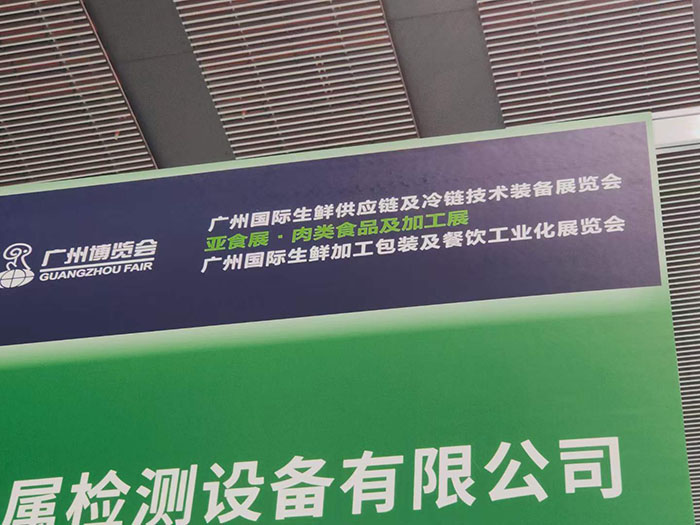 广州博览会
GUANGZHOU FAIR
广州国际生鲜供应链及冷链技术装备展览会
亚食展·肉类食品及加工展
广州国际生鲜加工包装及餐饮工业化展览会
属检测设备有限公司